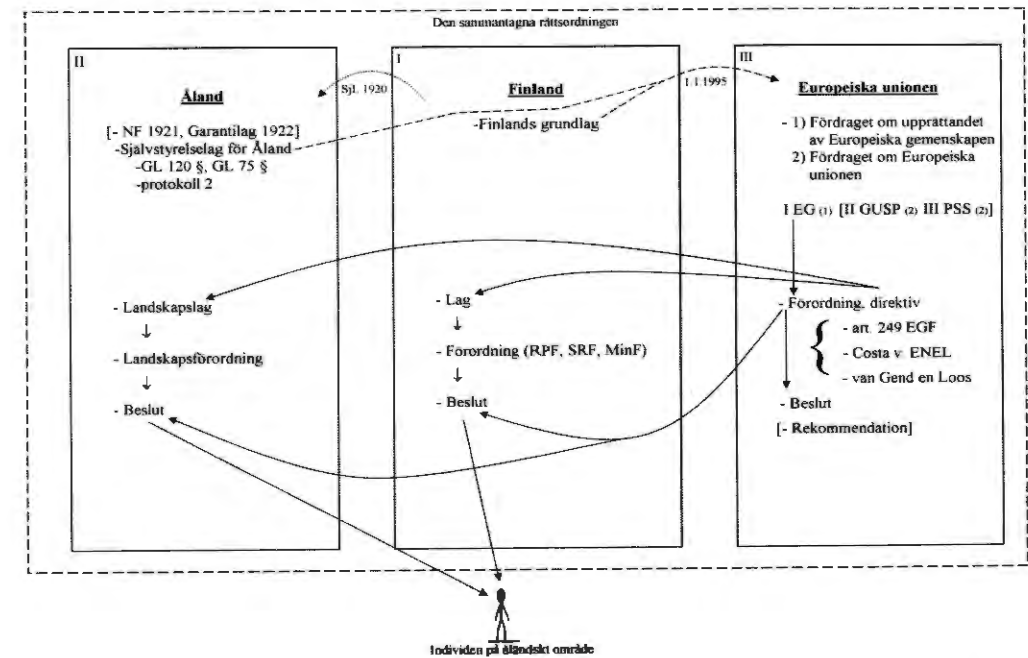 Den sammantagna rättsordningen
II
Åland
[- NF 1921, Garantilag 1922]
-Självstyrelselag för Åland
-GL 120 §, GL 75 §
-protokoll 2
- Landskapslag
- Landskapsförordning
- Beslut
SjL 1920
I
Finland
-Finlands grundlag
- Lag
- Förordning (RPF, SRF, MinF)
- Beslut
1.1.1995
III
Europeiska unionen
- 1) Fördraget om upprättandet
av Europeiska gemenskapen
2) Fördraget om Europeiska
unionen
I EG (1) [II GUSP (2) III PSS (2)]
- Förordning, direktiv
- art. 249 EGF
- Costa v. ENEL
- van Gend en Loos
- Beslut
[- Rekommendation]
Individen på åländskt område